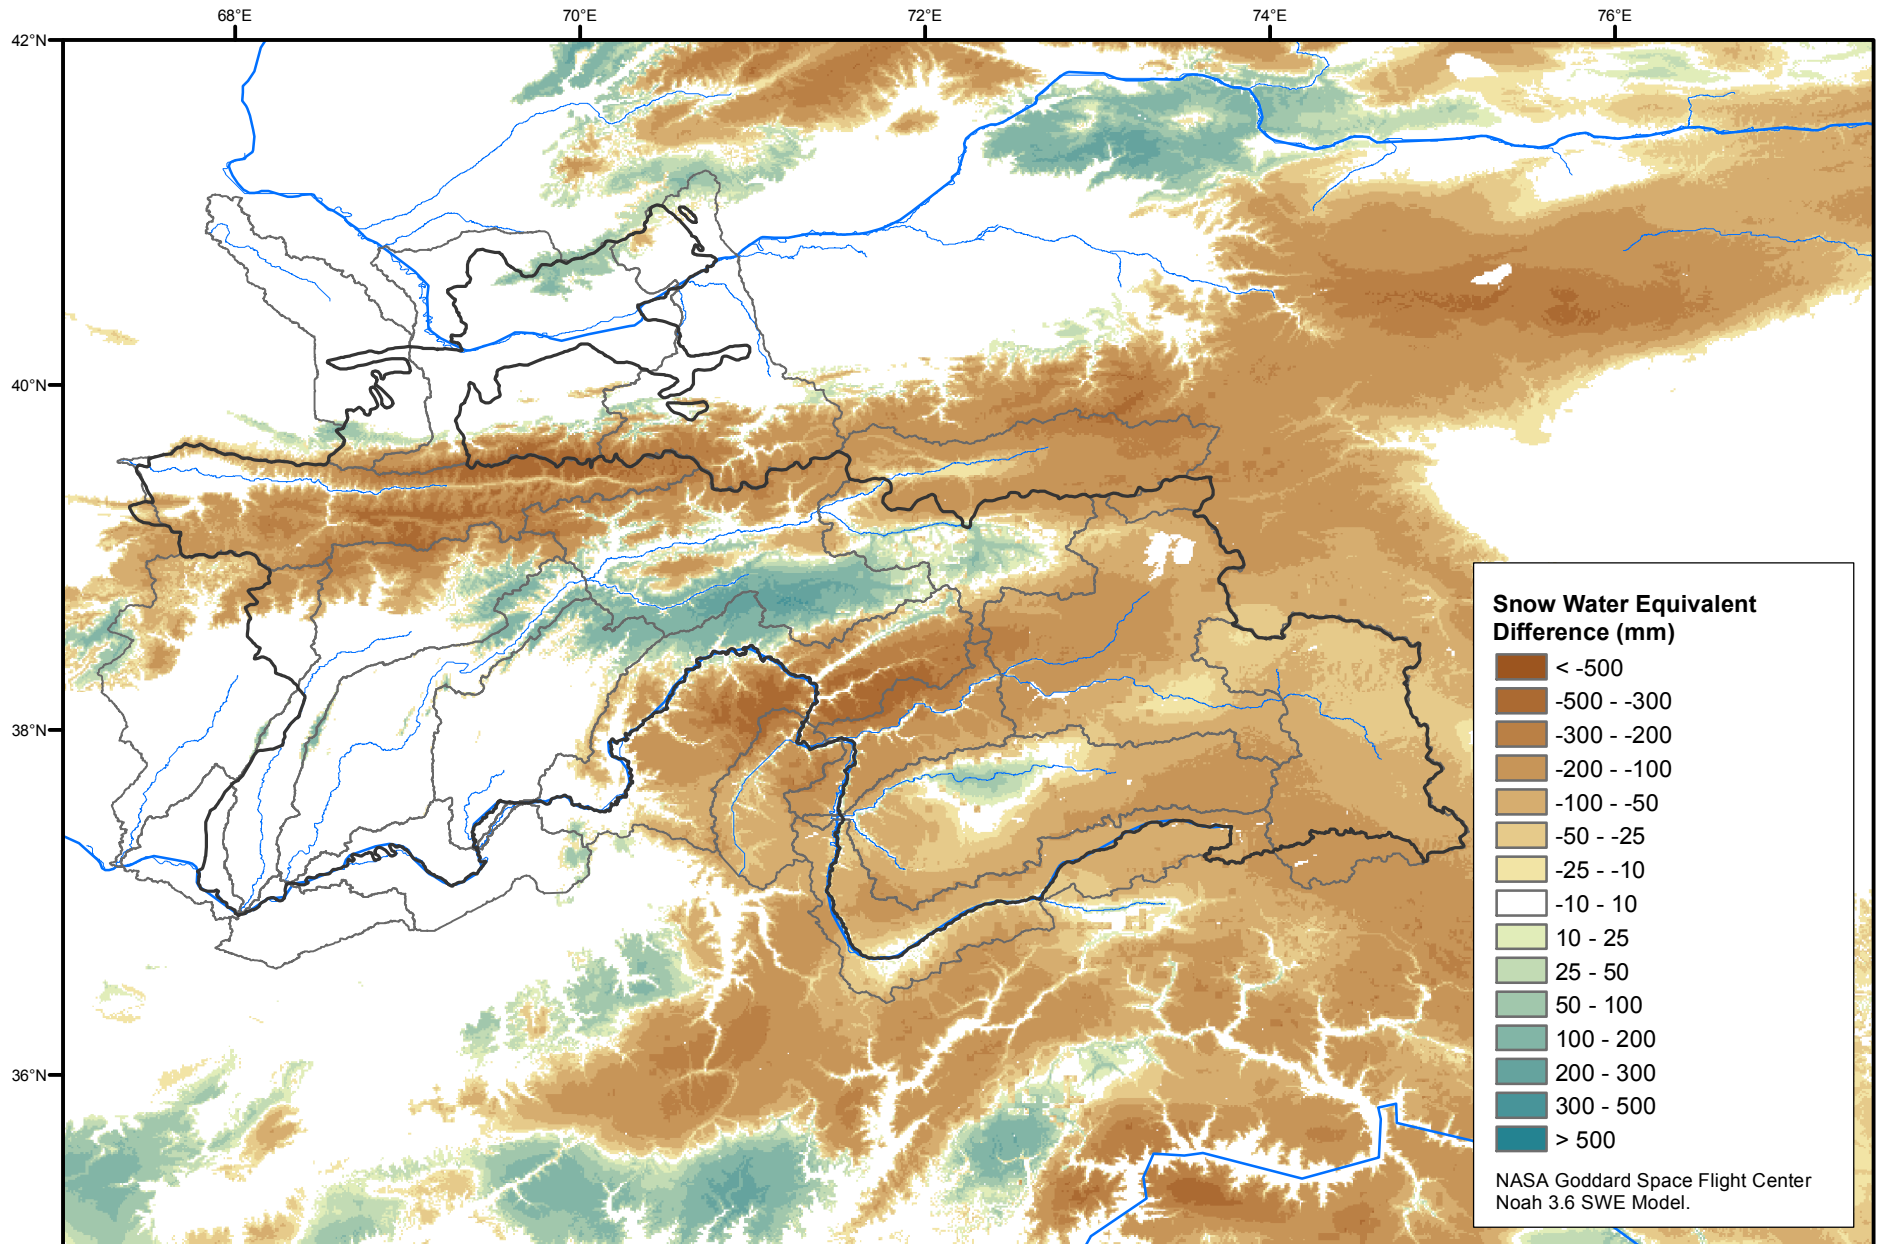 68°E 70°E 72°E 74°E 76°E
42°N
40°N
38°N
36°N
Snow Water Equivalent
Difference (mm)
< -500
-500 - -300
-300 - -200
-200 - -100
-100 - -50
-50 - -25
-25 - -10
-10 - 10
10 - 25
25 - 50
50 - 100
100 - 200
200 - 300
300 - 500
> 500
NASA Goddard Space Flight Center
Noah 3.6 SWE Model.